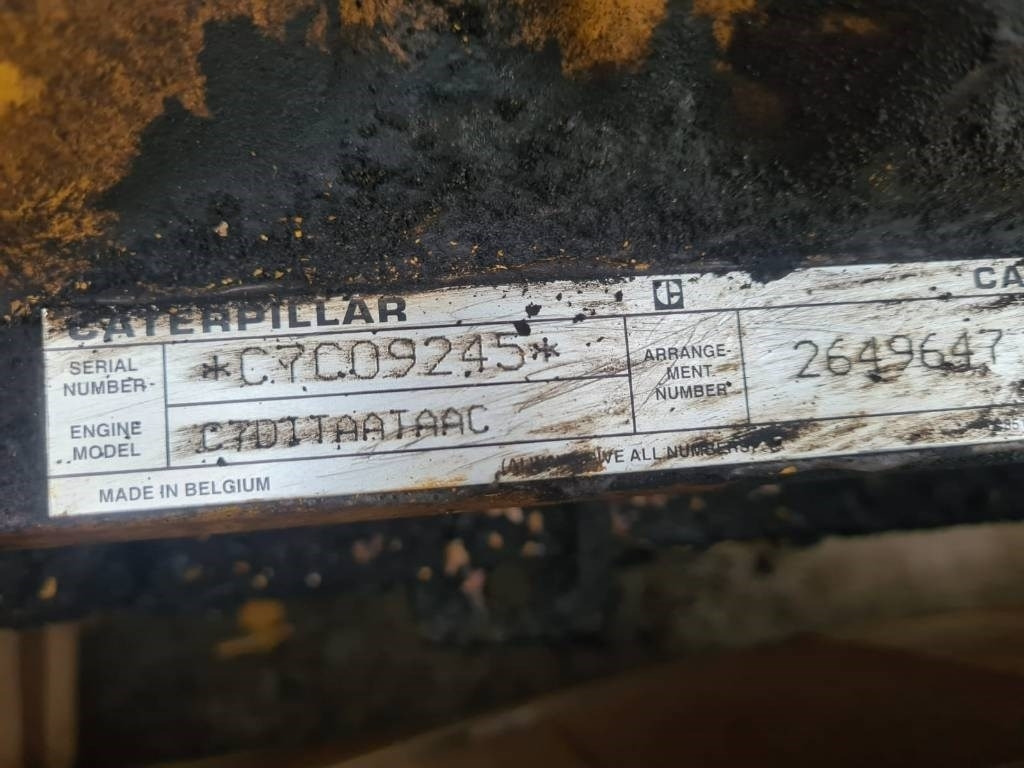 CATERPILLAR CA
SERIAL NUMBER *C7C09245* ARRANGE-
MENT
NUMBER 2649647
ENGINE MODEL C7DITAATAAC
VE ALL NUMBERS
MADE IN BELGIUM